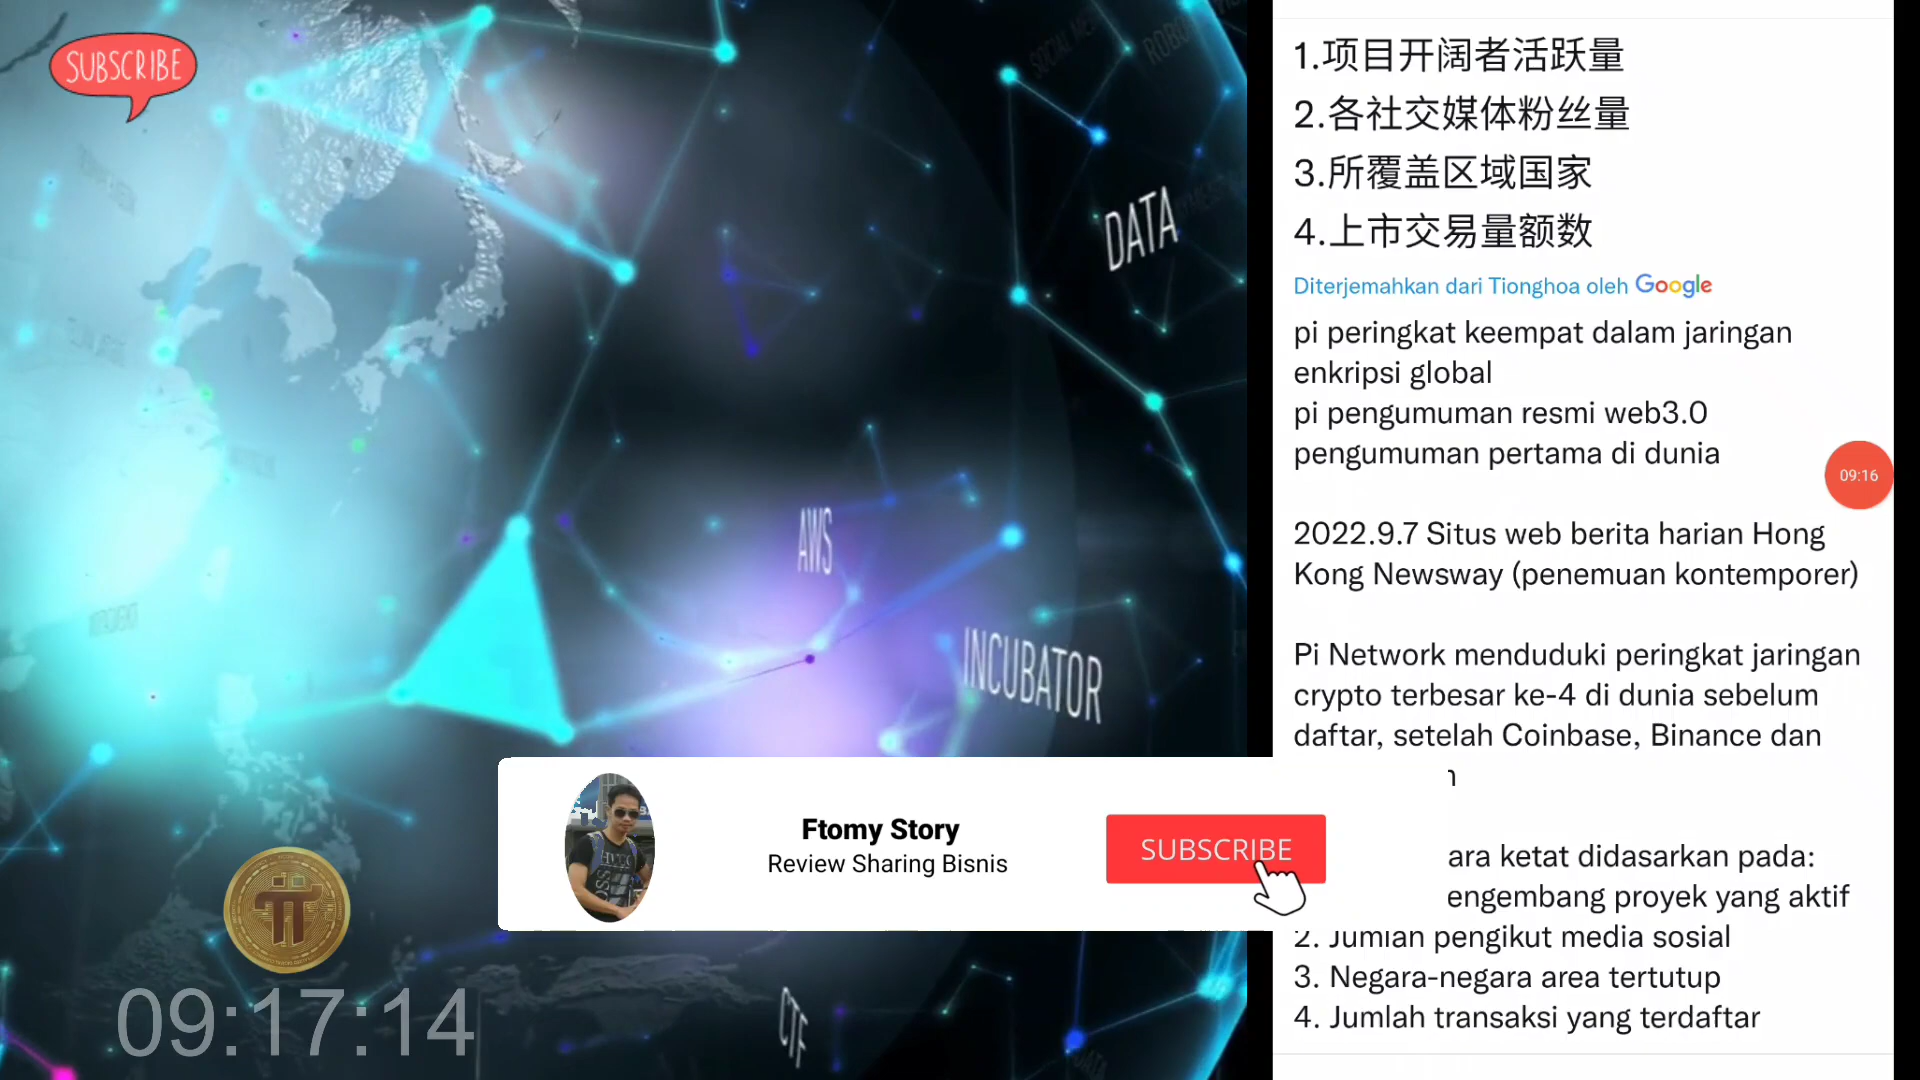 SUBSCRIBE
DATA
AWS
INCUBATOR
CTF
09:17:14
Ftomy Story
Review Sharing Bisnis
SUBSCRIBE
1.项目开阔者活跃量
2.各社交媒体粉丝量
3.所覆盖区域国家
4.上市交易量额数
Diterjemahkan dari Tionghoa oleh Google
pi peringkat keempat dalam jaringan
enkripsi global
pi pengumuman resmi web3.0
pengumuman pertama di dunia
09:16
2022.9.7 Situs web berita harian Hong
Kong Newsway (penemuan kontemporer)
Pi Network menduduki peringkat jaringan
crypto terbesar ke-4 di dunia sebelum
daftar, setelah Coinbase, Binance dan
ketat didasarkan pada:
proyek yang aktif
2. Jumlah pengikut media sosial
3. Negara-negara area tertutup
4. Jumlah transaksi yang terdaftar